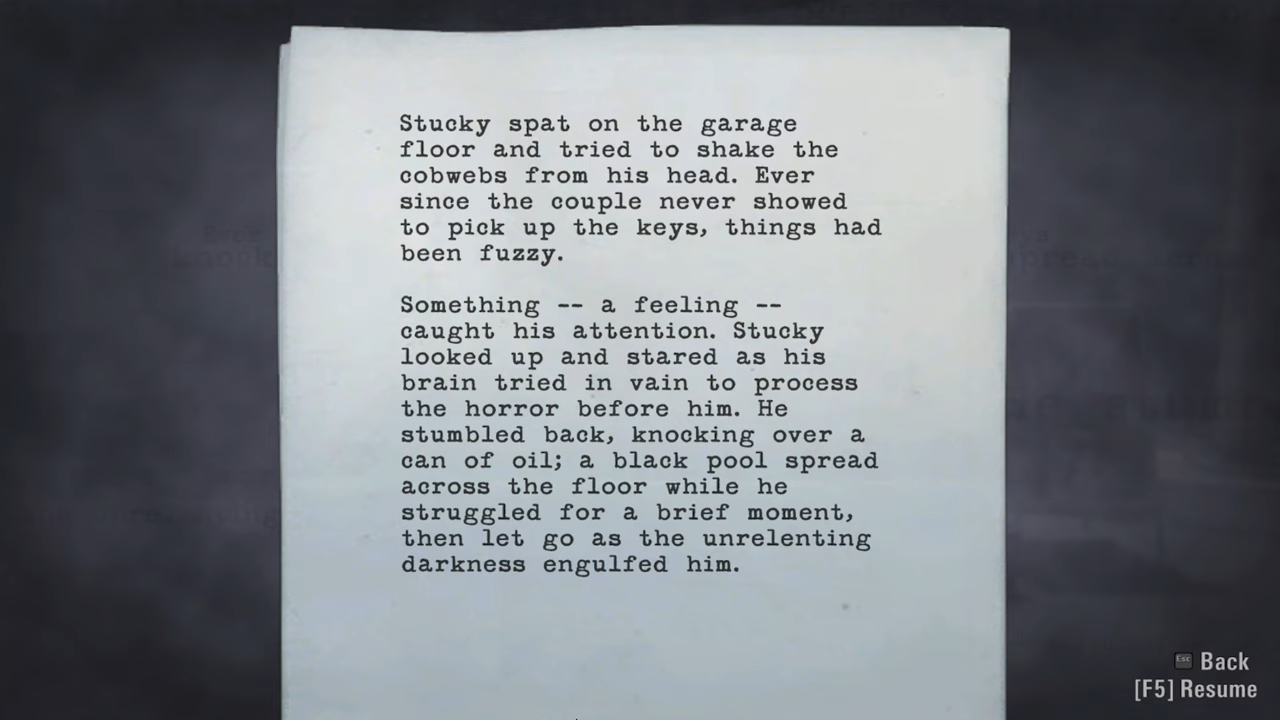 Stucky spat on the garage
floor and tried to shake the
cobwebs from his head. Ever
since the couple never showed
to pick up the keys, things had
been fuzzy.
Something -- a feeling --
caught his attention. Stucky
looked up and stared as his
brain tried in vain to process
the horror before him. He
stumbled back, knocking over a
can of oil; a black pool spread
across the floor while he
struggled for a brief moment,
then let go as the unrelenting
darkness engulfed him.
Esc Back
[F5] Resume